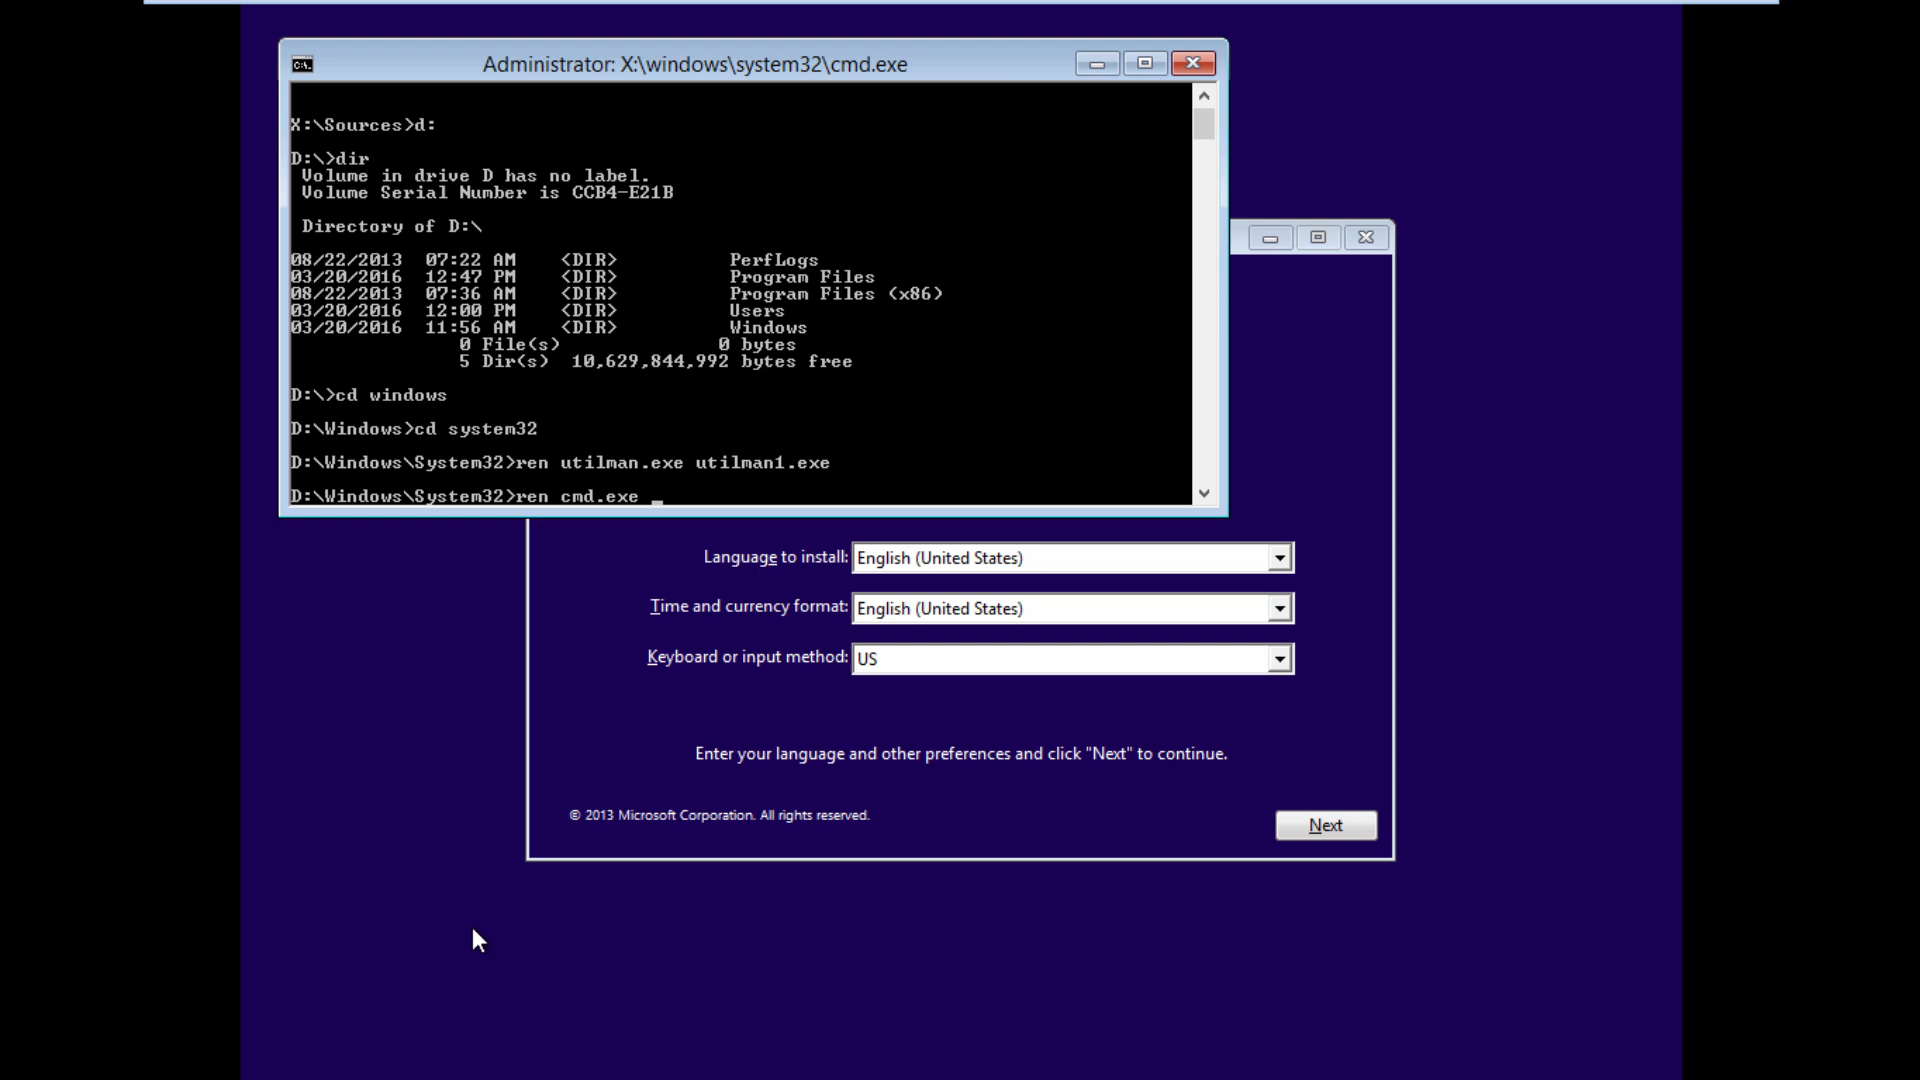 Administrator: X:\windows\system32\cmd.exe
X:\Sources>d:
D:\>dir
Volume in drive D has no label.
Volume Serial Number is CCB4-E21B
Directory of D:\
08/22/2013 07:22 AM <DIR> PerfLogs
03/20/2016 12:47 PM <DIR> Program Files
08/22/2013 07:36 AM <DIR> Program Files (x86)
03/20/2016 12:00 PM <DIR> Users
03/20/2016 11:56 AM <DIR> Windows
0 File(s) 0 bytes
5 Dir(s) 10,629,844,992 bytes free
D:\>cd windows
D:\Windows>cd system32
D:\Windows\System32>ren utilman.exe utilman1.exe
D:\Windows\System32>ren cmd.exe _
Language to install: English (United States)
Time and currency format: English (United States)
Keyboard or input method: US
Enter your language and other preferences and click "Next" to continue.
© 2013 Microsoft Corporation. All rights reserved.
Next